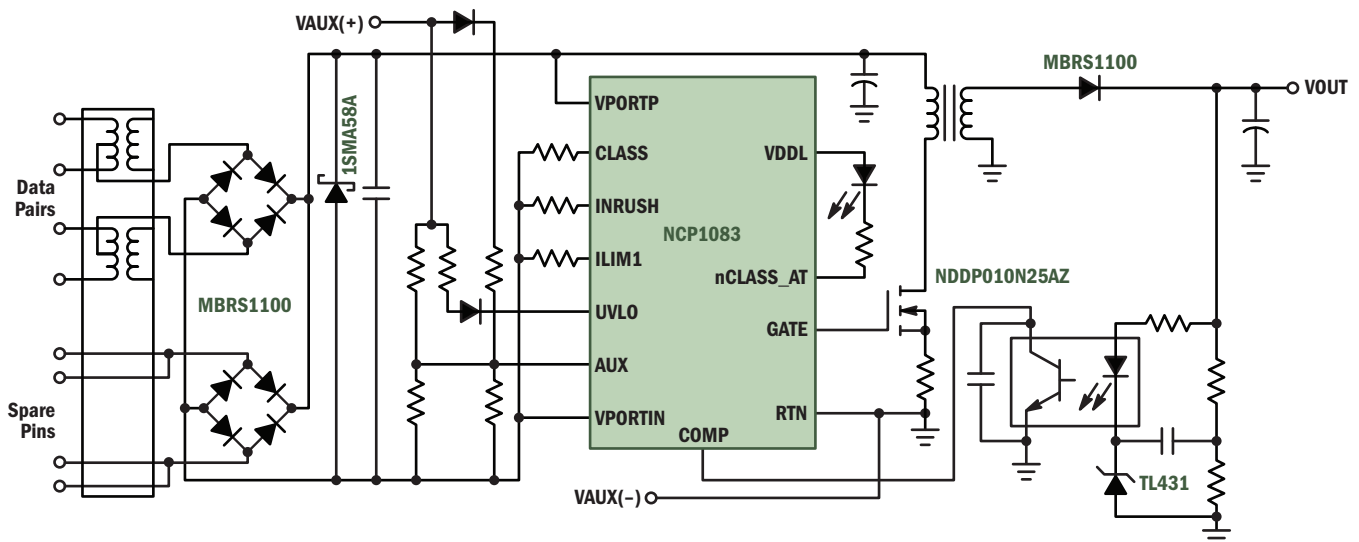 VAUX(+)
MBRS1100
VOUT
1SMA58A
VPORTP
CLASS
VDDL
Data
Pairs
INRUSH
NCP1083
ILIM1
nCLASS_AT
NDDP010N25AZ
MBRS1100
UVLO
GATE
AUX
Spare
Pins
VPORTIN
RTN
COMP
TL431
VAUX(–)